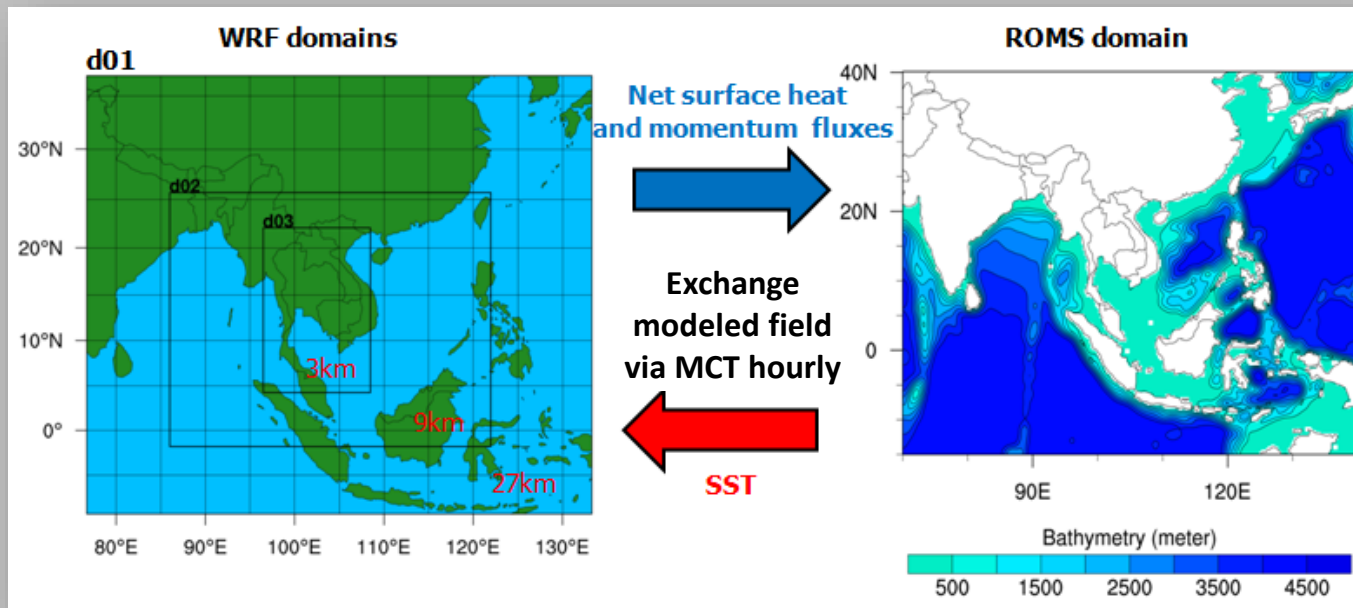 WRF domains
d01
30°N
20°N
10°N
0°
80°E 90°E 100°E 110°E 120°E 130°E
d02
d03
3km
9km
27km
Net surface heat
and momentum fluxes
Exchange
modeled field
via MCT hourly
SST
ROMS domain
40N
20N
0
90E 120E
Bathymetry (meter)
500 1500 2500 3500 4500